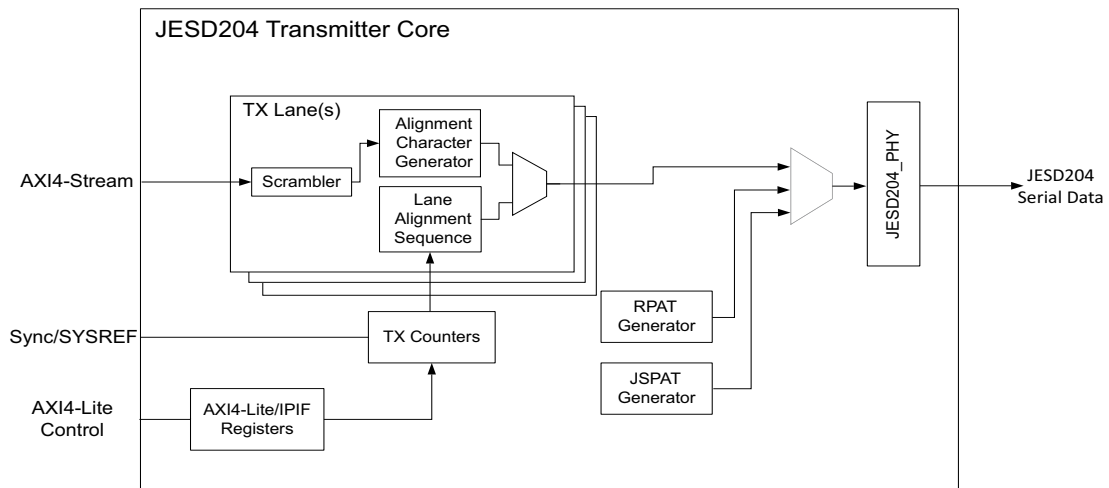 JESD204 Transmitter Core
TX Lane(s)
Alignment
Character
Generator
Scrambler
Lane
Alignment
Sequence
AXI4-Stream
JESD204_PHY
JESD204
Serial Data
RPAT
Generator
Sync/SYSREF
TX Counters
JSPAT
Generator
AXI4-Lite
Control
AXI4-Lite/IPIF
Registers